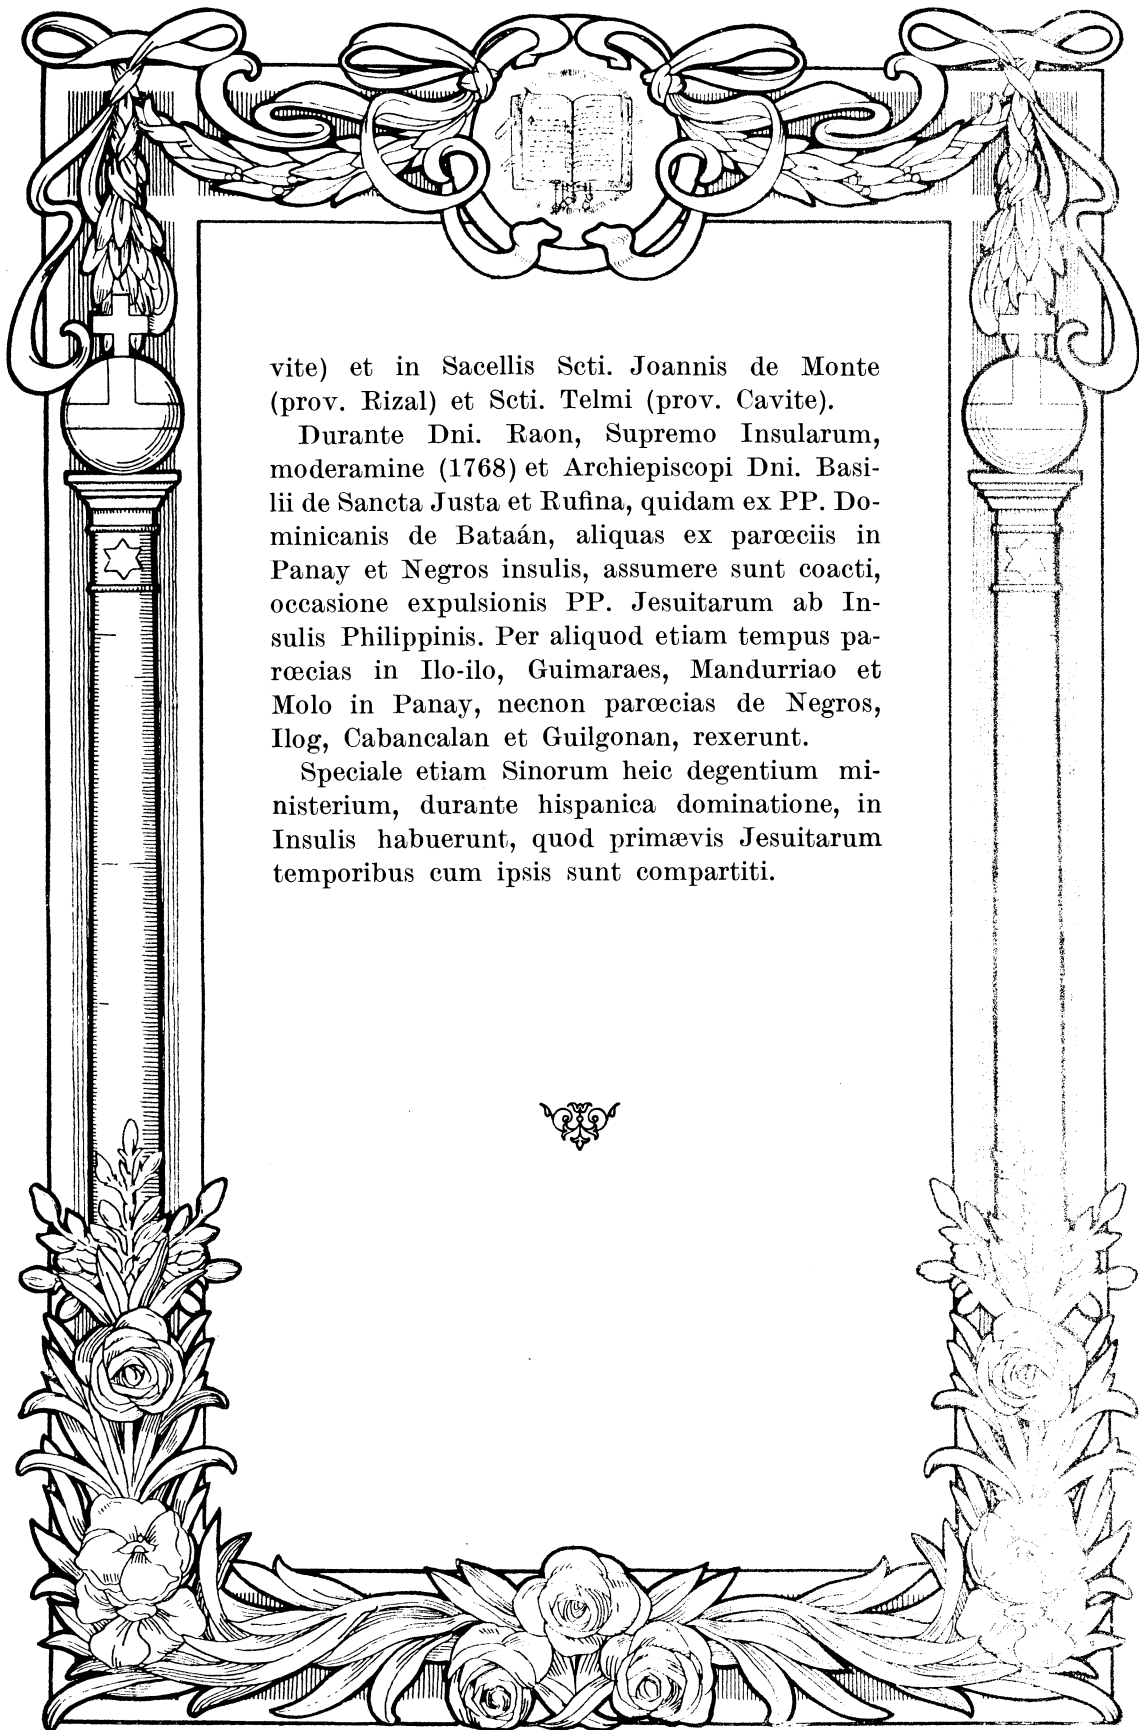 vite) et in Sacellis Scti. Joannis de Monte
(prov. Rizal) et Scti. Telmi (prov. Cavite).
Durante Dni. Raon, Supremo Insularum,
moderamine (1768) et Archiepiscopi Dni. Basi-
lii de Sancta Justa et Rufina, quidam ex PP. Do-
minicanis de Bataán, aliquas ex parœciis in
Panay et Negros insulis, assumere sunt coacti,
occasione expulsionis PP. Jesuitarum ab In-
sulis Philippinis. Per aliquod etiam tempus pa-
rœcias in Ilo-ilo, Guimaraes, Mandurriao et
Molo in Panay, necnon parœcias de Negros,
Ilog, Cabancalan et Guilgonan, rexerunt.
Speciale etiam Sinorum heic degentium mi-
nisterium, durante hispanica dominatione, in
Insulis habuerunt, quod primævis Jesuitarum
temporibus cum ipsis sunt compartiti.